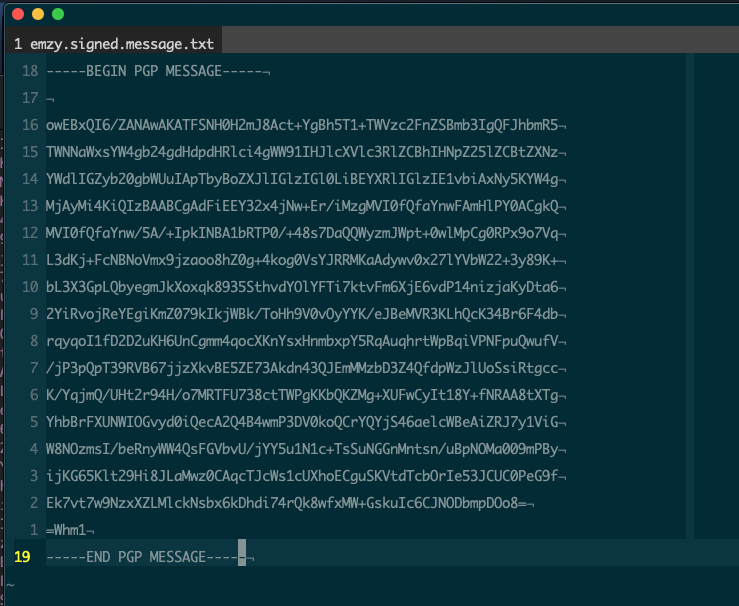 1 emzy.signed.message.txt
18 -----BEGIN PGP MESSAGE-----¬
17 ¬
16 owEBxQI6/ZANAwAKATFSNH0H2mJ8Act+YgBh5T1+TWVzc2FnZSBmb3IgQFJhbmR5¬
15 TWNNaWxsYW4gb24gdHdpdHRlci4gWW91IHJlcXVlc3RlZCBhIHNpZ25lZCBtZXNz¬
14 YWdlIGZyb20gbWUuIApTbyBoZXJlIGlzIGl0LiBEYXRlIGlzIE1vbiAxNy5KYW4g¬
13 MjAyMi4KiQIzBAABCgAdFiEEY32x4jNw+Er/iMzgMVI0fQfaYnwFAmHlPY0ACgkQ¬
12 MVI0fQfaYnw/5A/+IpkINBA1bRTP0/+48s7DaQQWyzmJWpt+0wlMpCg0RPx9o7Vq¬
11 L3dKj+FcNBNoVmx9jzaoo8hZ0g+4kog0VsYJRRMKaAdywv0x27lYVbW22+3y89K+¬
10 bL3X3GpLQbyegmJkXoxqk8935SthvdYOlYFTi7ktvFm6XjE6vdP14nizjaKyDta6¬
9 2YiRvojReYEgiKmZ079kIkjWBk/ToHh9V0vOyYYK/eJBeMVR3KLhQcK34Br6F4db¬
8 rqyqoI1fD2D2uKH6UnCgmm4qocXKnYsxHnmbxpY5RqAuqhrtWpBqiVPNFpuQwufV¬
7 /jP3pQpT39RVB67jjzXkvBE5ZE73Akdn43QJEmMMzbD3Z4QfdpWzJlUoSsiRtgcc¬
6 K/YqjmQ/UHt2r94H/o7MRTFU738ctTWPgKKbQKZMg+XUFwCyIt18Y+fNRAA8tXTg¬
5 YhbBrFXUNWIOGvyd0iQecA2Q4B4wmP3DV0koQCrYQYjS46aelcWBeAiZRJ7y1ViG¬
4 W8NOzmsI/beRnyWW4QsFGVbvU/jYY5u1N1c+TsSuNGGnMntsn/uBpNOMa009mPBy¬
3 ijKG65Klt29Hi8JLaMwz0CAqcTJcWs1cUXhoECguSKVtdTcbOrIe53JCUC0PeG9f¬
2 Ek7vt7w9NzxXZLMlckNsbx6kDhdi74rQk8wfxMW+GskuIc6CJNODbmpDOo8=¬
1 =Whm1¬
19 -----END PGP MESSAGE-----¬
~